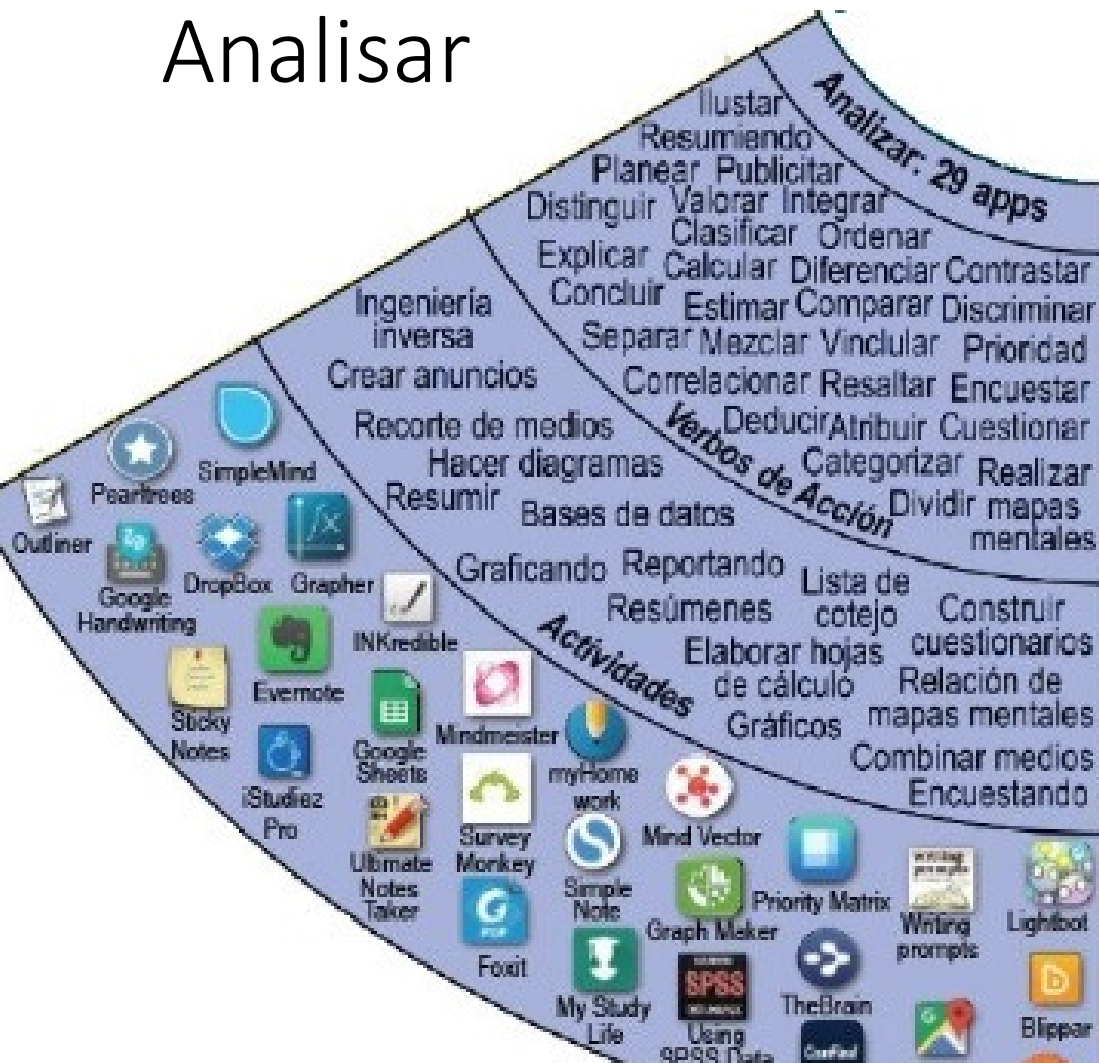 Analisar
Analizar: 29 apps
Ilustar
Resumiendo
Planear Publicitar
Distinguir Valorar Integrar
Clasificar Ordenar
Explicar Calcular Diferenciar Contrastar
Concluir Estimar Comparar Discriminar
Separar Mezclar Vinclular Prioridad
Correlacionar Resaltar Encuestar
Deducir Atribuir Cuestionar
Categorizar Realizar
Dividir mapas
mentales
Verbos de Acción
Ingeniería
inversa
Crear anuncios
Recorte de medios
Hacer diagramas
Resumir
Bases de datos
Graficando Reportando
Lista de
cotejo
Resúmenes
Construir
cuestionarios
Elaborar hojas
de cálculo
Relación de
mapas mentales
Gráficos
Combinar medios
Encuestando
Actividades
SimpleMind
Pearltrees
Outliner
DropBox
Grapher
Google
Handwriting
INKredible
Evernote
Sticky
Notes
Google
Sheets
Mindmeister
myHome
work
iStudiez
Pro
Survey
Monkey
Mind Vector
Ultimate
Notes
Taker
Simple
Note
Priority Matrix
Writing
prompts
Lightbot
Graph Maker
G
PDF
Foxit
My Study
Life
SPSS
Using
SPSS Data
TheBrain
Blippar